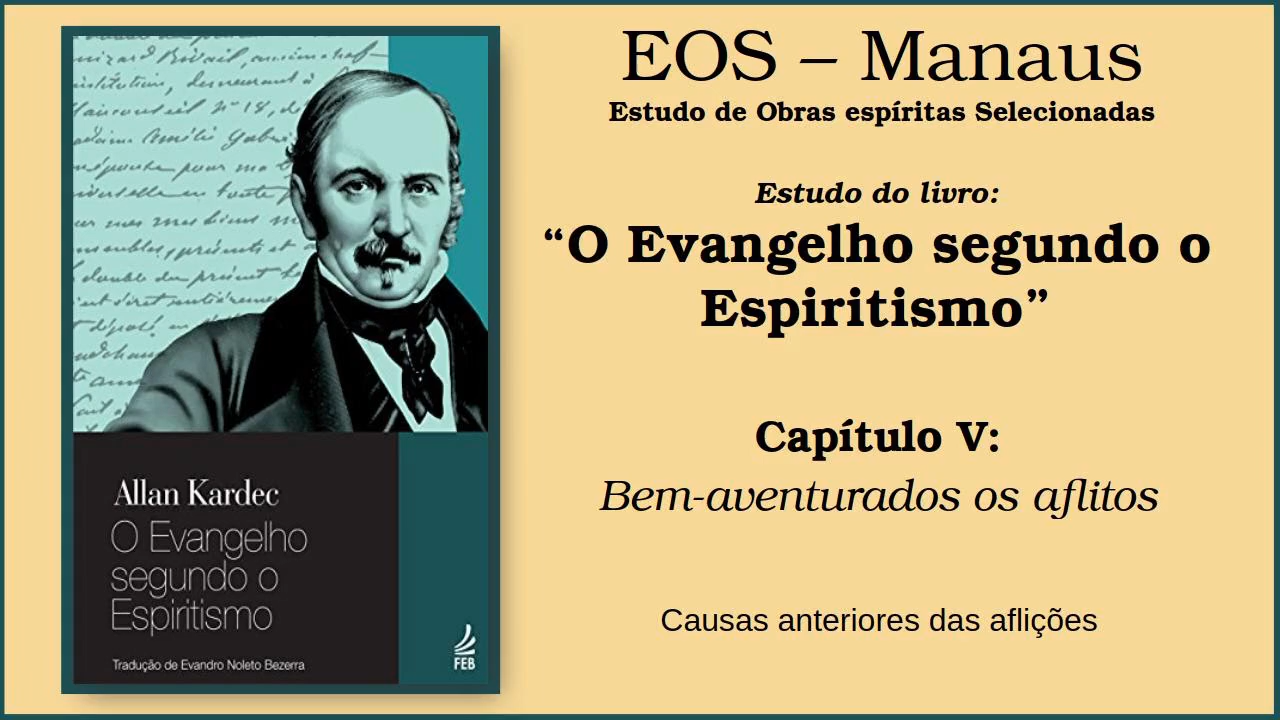 EOS – Manaus
Estudo de Obras espíritas Selecionadas
Estudo do livro:
“O Evangelho segundo o
Espiritismo”
Capítulo V:
Bem-aventurados os aflitos
Causas anteriores das aflições
Allan Kardec
O Evangelho
segundo o
Espiritismo
Tradução de Evandro Noleto Bezerra
FEB